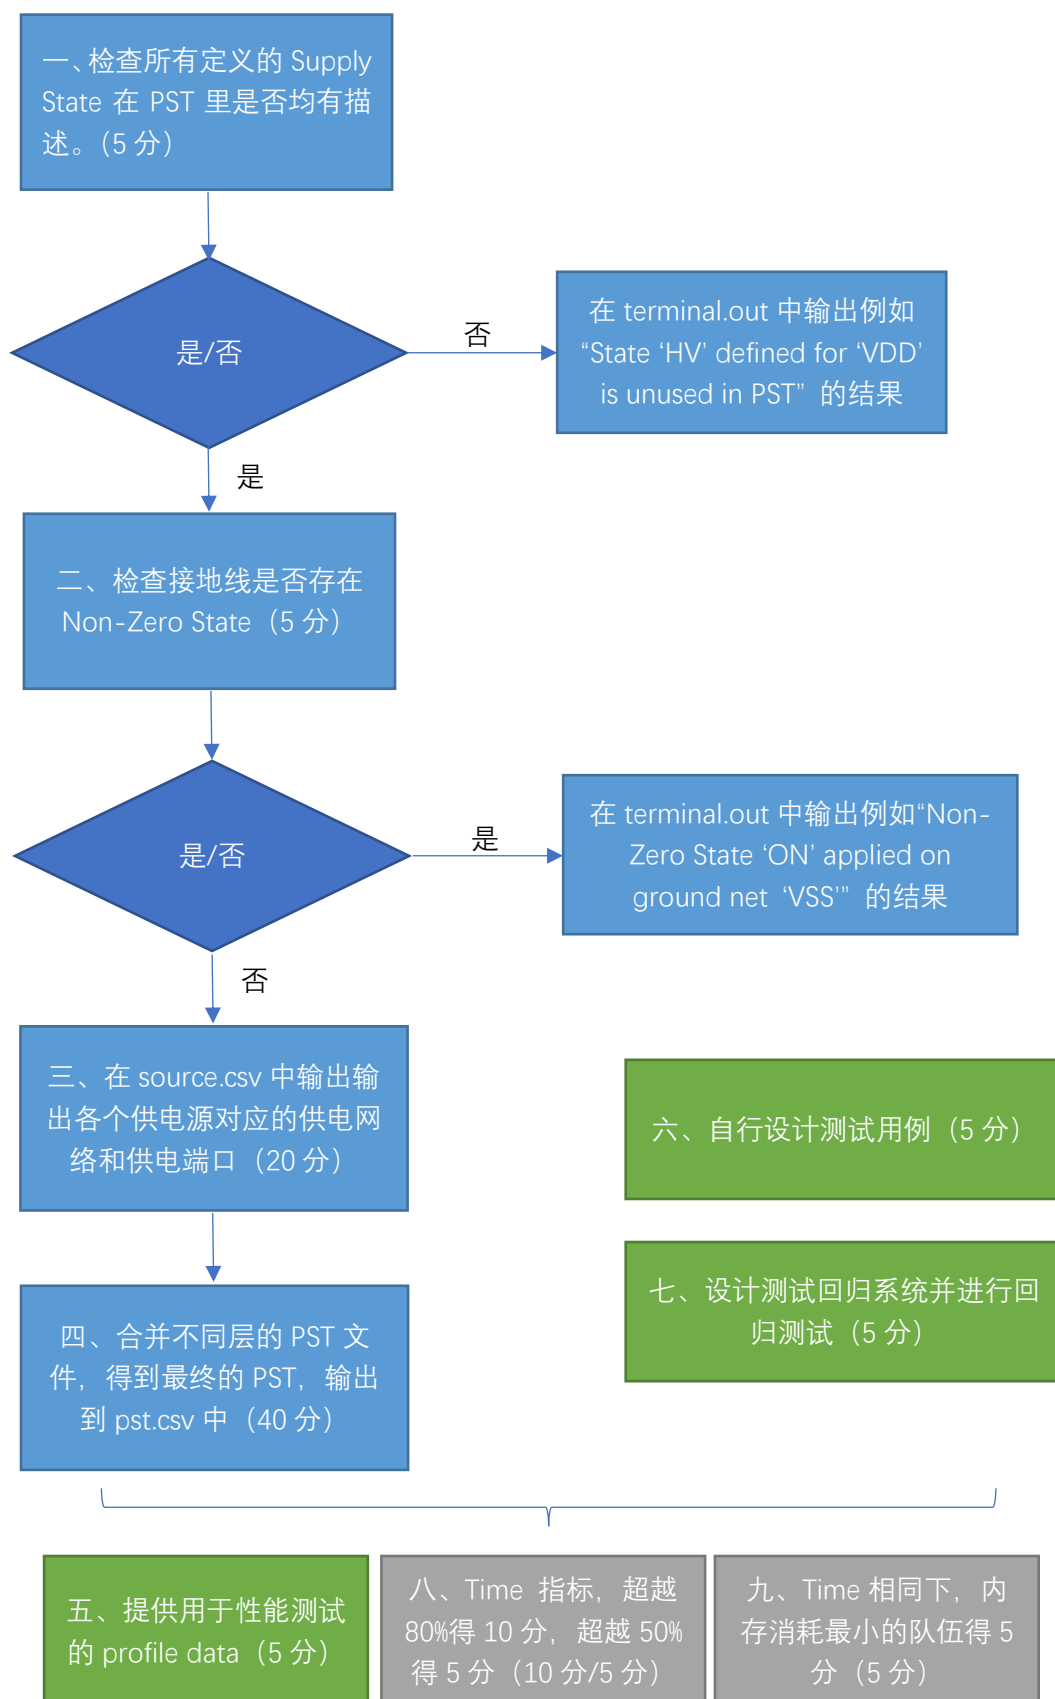 一、检查所有定义的 Supply
State 在 PST 里是否均有描
述。（5 分）
是/否
否
在 terminal.out 中输出例如
“State ‘HV’ defined for ‘VDD’
is unused in PST” 的结果
是
二、检查接地线是否存在
Non-Zero State（5 分）
是/否
是
在 terminal.out 中输出例如“Non-
Zero State ‘ON’ applied on
ground net ‘VSS’” 的结果
否
三、在 source.csv 中输出输
出各个供电源对应的供电网
络和供电端口（20 分）
六、自行设计测试用例（5 分）
七、设计测试回归系统并进行回
归测试（5 分）
四、合并不同层的 PST 文
件，得到最终的 PST，输出
到 pst.csv 中（40 分）
五、提供用于性能测试
的 profile data（5 分）
八、Time 指标，超越
80%得 10 分，超越 50%
得 5 分（10 分/5 分）
九、Time 相同下，内
存消耗最小的队伍得 5
分（5 分）